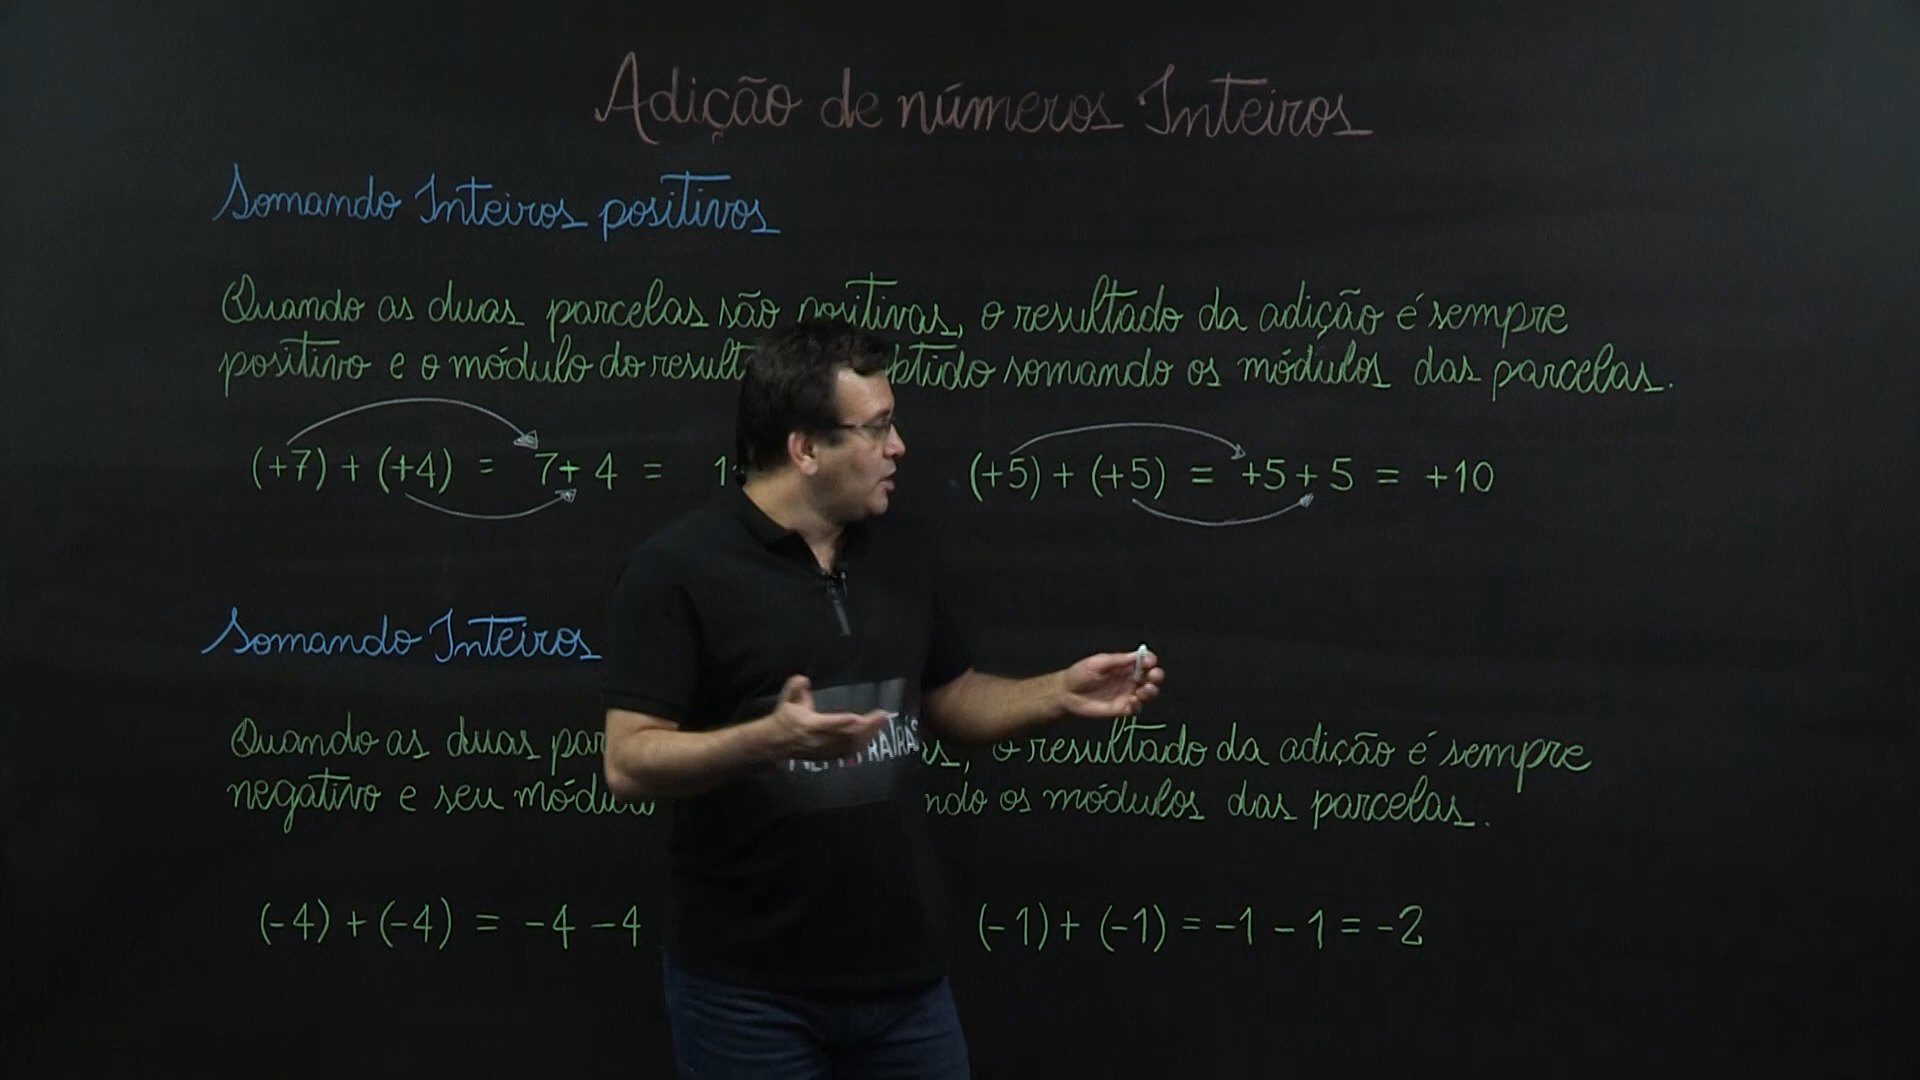 Adição de números Inteiros
Somando Inteiros positivos
Quando as duas parcelas são positivas, o resultado da adição é sempre
positivo e o módulo do somando os módulos das parcelas.
(+7) + (+4) = 7+ 4 =
(+5) + (+5) = +5 + 5 = +10
Somando Inteiros
Quando as duas o resultado da adição é sempre
negativo e seu os módulos das parcelas.
(-4) + (-4) = -4 -4
(-1) + (-1) = -1 - 1 = -2